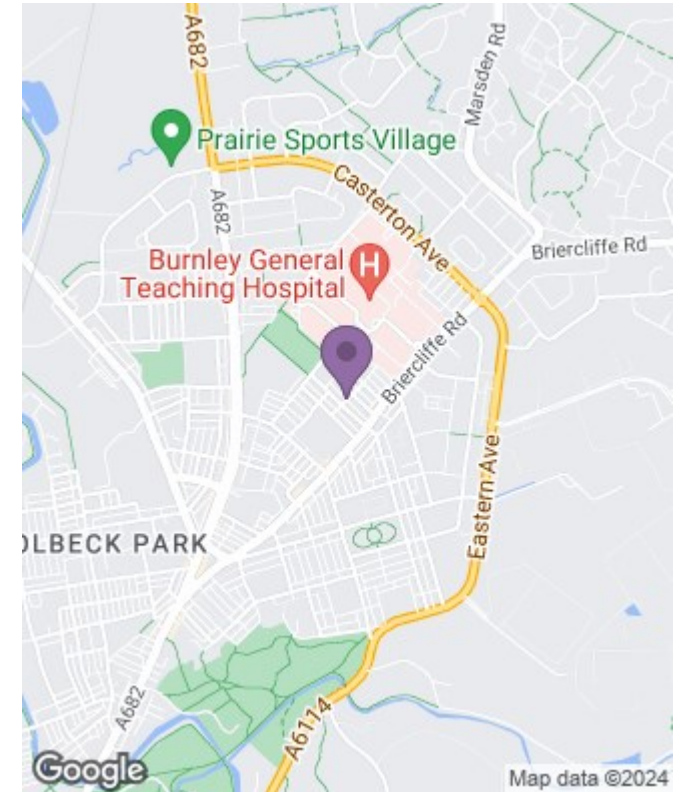 A682
Marsden Rd
Prairie Sports Village
Casterton Ave
A682
Briercliffe Rd
Burnley General
Teaching Hospital
H
Briercliffe Rd
Eastern Ave
OLBECK PARK
A682
A6114
Google
Map data ©2024